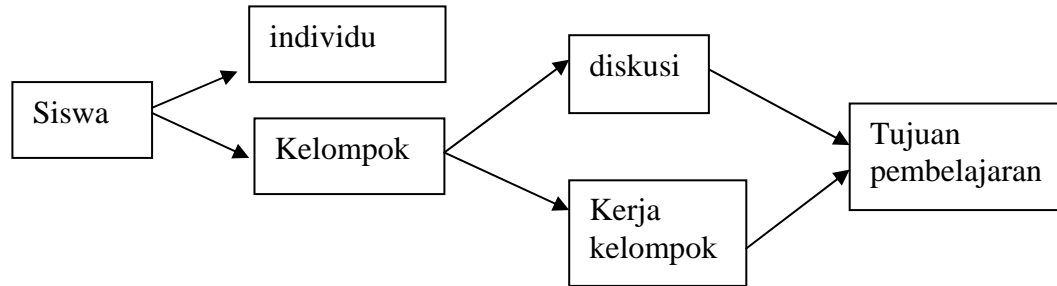 individu
Siswa
Kelompok
diskusi
Kerja
kelompok
Tujuan
pembelajaran